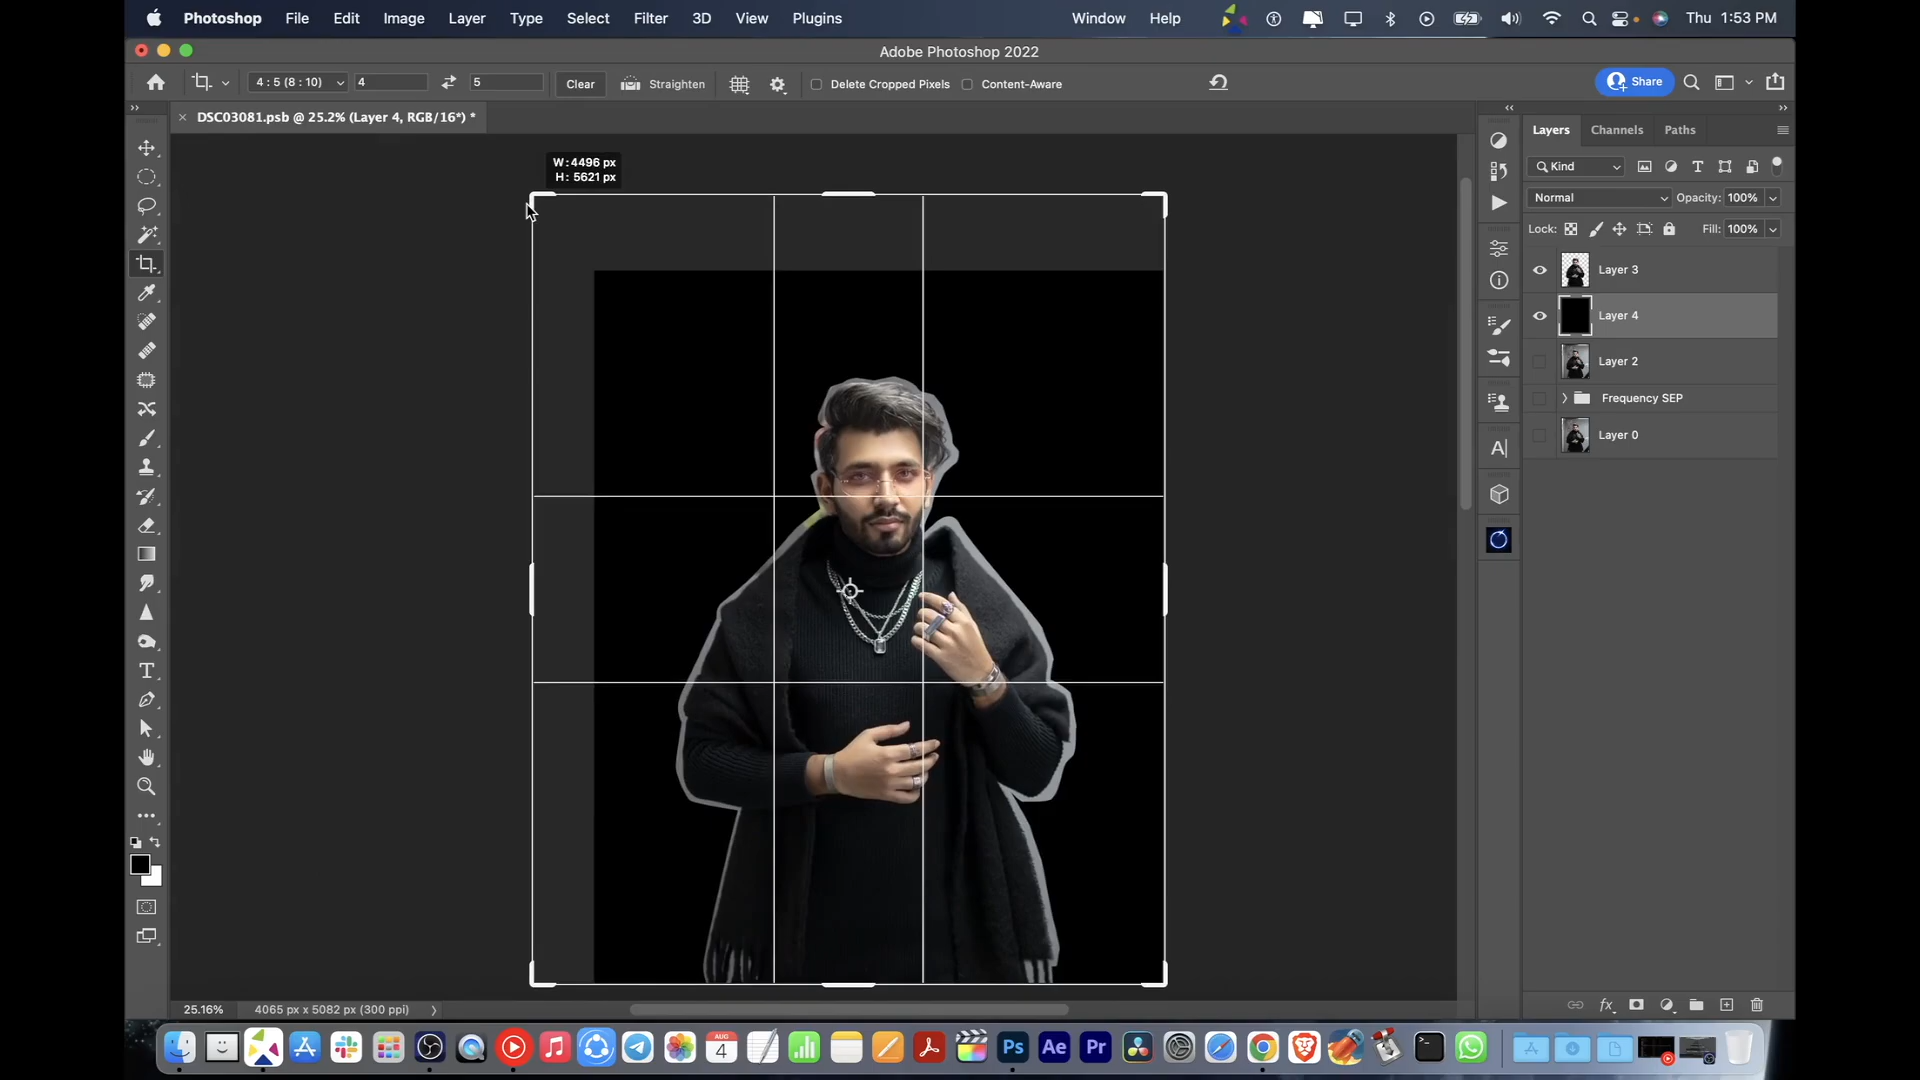 Photoshop File Edit Image Layer Type Select Filter 3D View Plugins Window Help Thu 1:53 PM
Adobe Photoshop 2022
4 : 5 (8 : 10) 4 5 Clear Straighten Delete Cropped Pixels Content-Aware Share
DSC03081.psb @ 25.2% (Layer 4, RGB/16*) *
Layers Channels Paths
W: 4496 px
H: 5621 px
Kind
Normal Opacity: 100%
Lock: Fill: 100%
Layer 3
Layer 4
Layer 2
Frequency SEP
Layer 0
25.16% 4065 px x 5082 px (300 ppi)
AUG
4
Ps Ae Pr